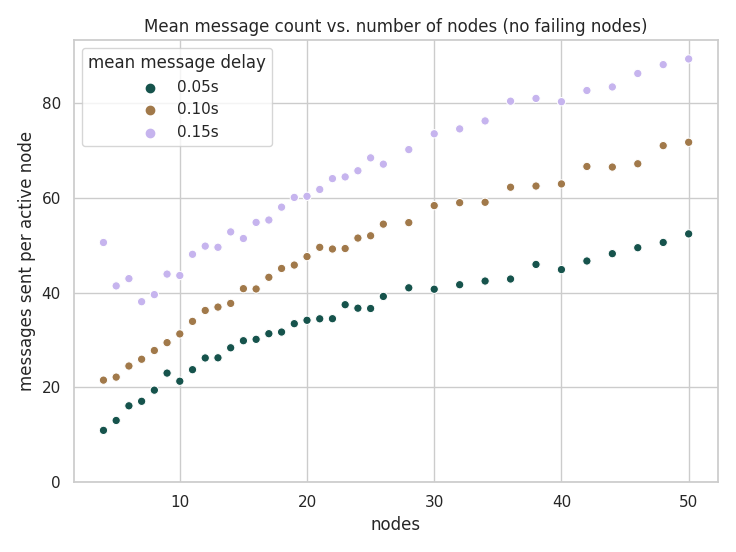 Mean message count vs. number of nodes (no failing nodes)
mean message delay
0.05s
0.10s
0.15s
messages sent per active node
80
60
40
20
0
10 20 30 40 50
nodes